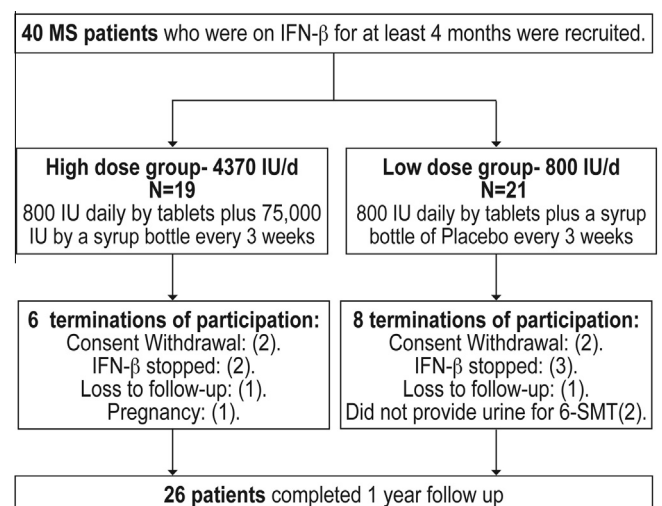 40 MS patients who were on IFN-β for at least 4 months were recruited.
High dose group- 4370 IU/d
N=19
800 IU daily by tablets plus 75,000
IU by a syrup bottle every 3 weeks
Low dose group- 800 IU/d
N=21
800 IU daily by tablets plus a syrup
bottle of Placebo every 3 weeks
6 terminations of participation:
Consent Withdrawal: (2).
IFN-β stopped: (2).
Loss to follow-up: (1).
Pregnancy: (1).
8 terminations of participation:
Consent Withdrawal: (2).
IFN-β stopped: (3).
Loss to follow-up: (1).
Did not provide urine for 6-SMT(2).
26 patients completed 1 year follow up